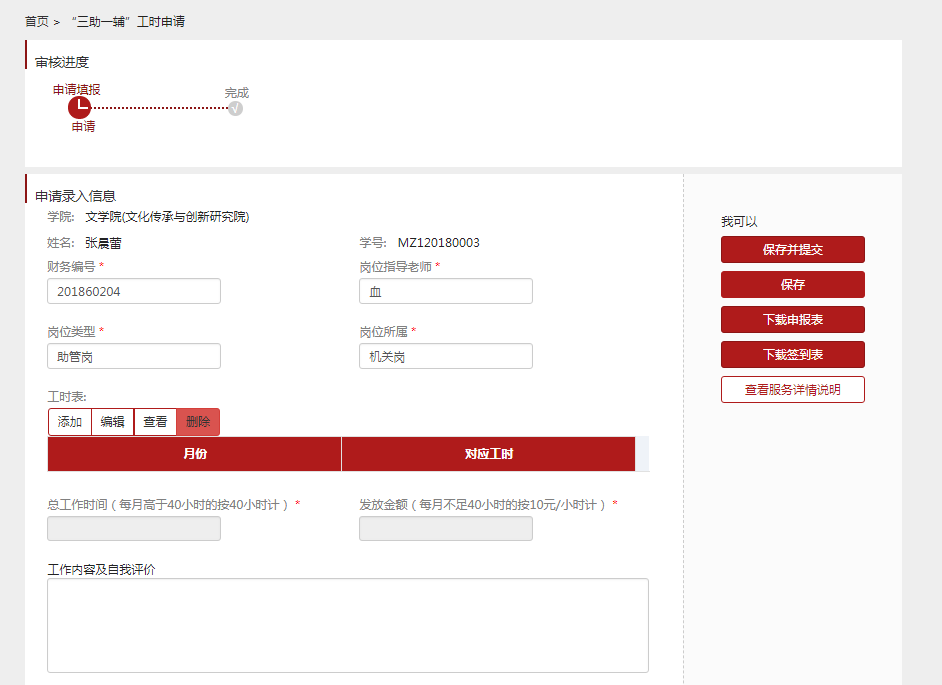 首页 > “三助一辅”工时申请
审核进度
申请填报
完成
申请
申请录入信息
学院: 文学院(文化传承与创新研究院)
姓名: 张晨蕾 学号: MZ120180003
财务编号 * 岗位指导老师 *
201860204 血
岗位类型 * 岗位所属 *
助管岗 机关岗
工时表:
添加 编辑 查看 删除
月份 对应工时
总工作时间（每月高于40小时的按40小时计） * 发放金额（每月不足40小时的按10元/小时计） *
工作内容及自我评价
我可以
保存并提交
保存
下载申报表
下载签到表
查看服务详情说明